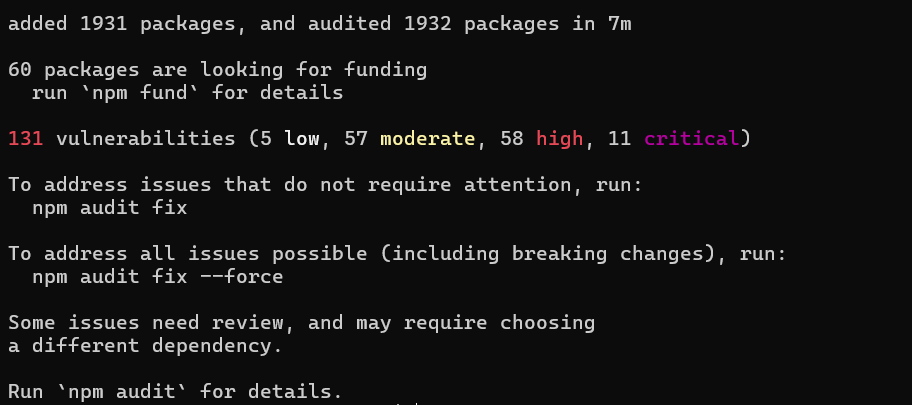 added 1931 packages, and audited 1932 packages in 7m
60 packages are looking for funding
run `npm fund` for details
131 vulnerabilities (5 low, 57 moderate, 58 high, 11 critical)
To address issues that do not require attention, run:
npm audit fix
To address all issues possible (including breaking changes), run:
npm audit fix --force
Some issues need review, and may require choosing
a different dependency.
Run `npm audit` for details.